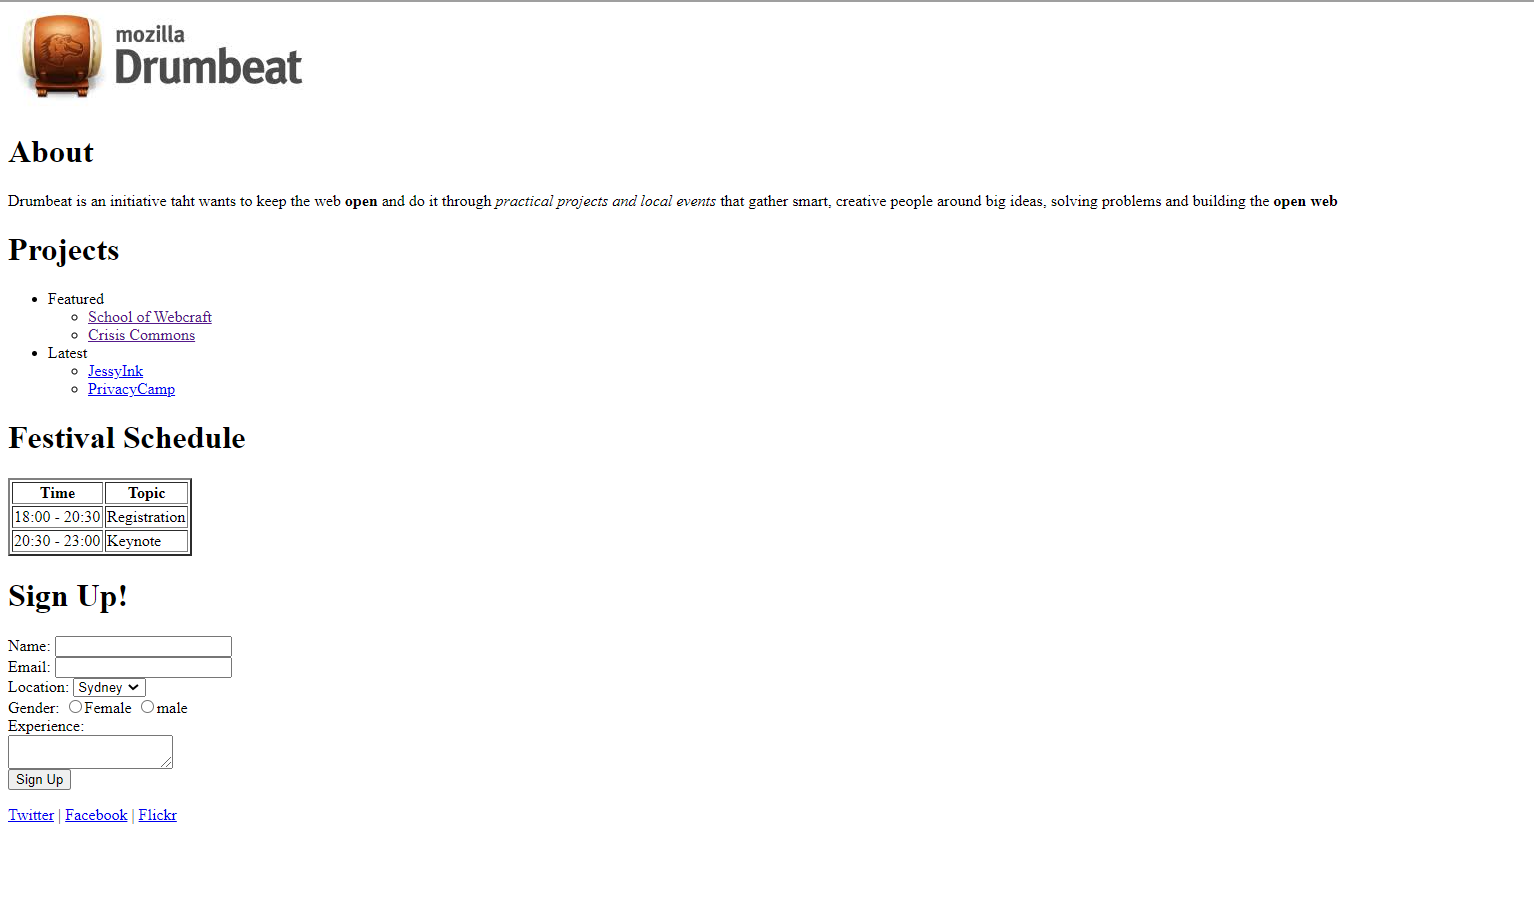 mozilla
Drumbeat
About
Drumbeat is an initiative taht wants to keep the web open and do it through practical projects and local events that gather smart, creative people around big ideas, solving problems and building the open web
Projects
Featured
School of Webcraft
Crisis Commons
Latest
JessyInk
PrivacyCamp
Festival Schedule
Time Topic
18:00 - 20:30 Registration
20:30 - 23:00 Keynote
Sign Up!
Name:
Email:
Location: Sydney
Gender: Female male
Experience:
Sign Up
Twitter | Facebook | Flickr